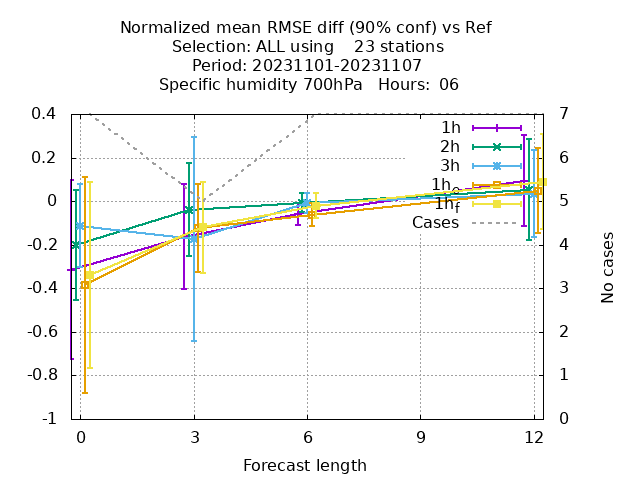 Normalized mean RMSE diff (90% conf) vs Ref
Selection: ALL using    23 stations
Period: 20231101-20231107
Specific humidity 700hPa   Hours:  06
0.4
0.2
0
-0.2
-0.4
-0.6
-0.8
-1
7
6
5
4
3
2
1
0
1h
2h
3h
1he
1hf
Cases
No cases
0
3
6
9
12
Forecast length